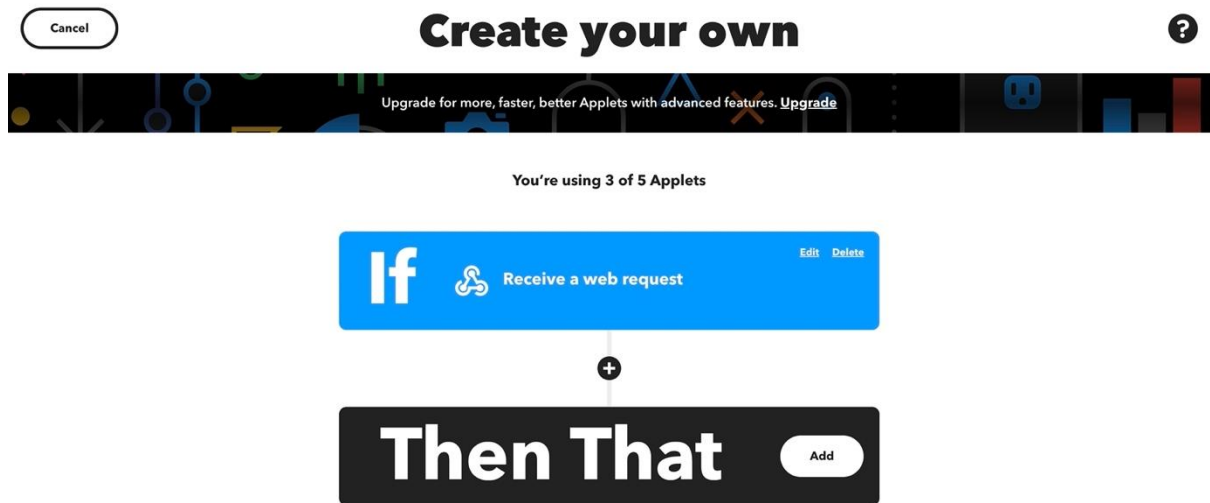 Cancel
Create your own
?
Upgrade for more, faster, better Applets with advanced features. Upgrade
You’re using 3 of 5 Applets
If
Receive a web request
Edit Delete
Then That
Add